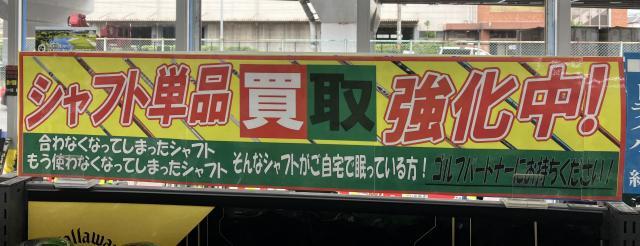 シャフト単品買取強化中!
合わなくなってしまったシャフト
もう使わなくなってしまったシャフト そんなシャフトがご自宅で眠っている方! ゴルフパートナーにお持ちください!
Callaway